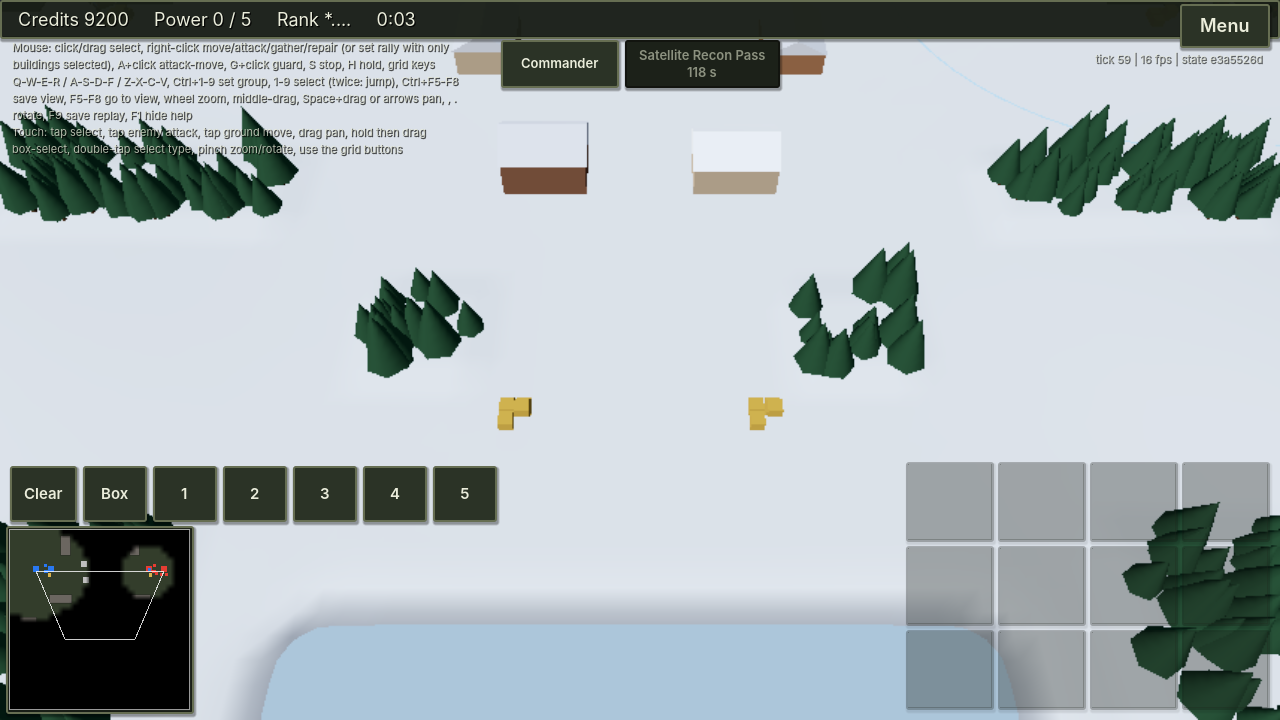 Credits 9200 Power 0 / 5 Rank *.... 0:03
Menu
Mouse: click/drag select, right-click move/attack/gather/repair (or set rally with only
buildings selected), A+click attack-move, G+click guard, S stop, H hold, grid keys
Q-W-E-R / A-S-D-F / Z-X-C-V, Ctrl+1-9 set group, 1-9 select (twice: jump), Ctrl+F5-F8
save view, F5-F8 go to view, wheel zoom, middle-drag, Space+drag or arrows pan, , .
rotate, F9 save replay, F1 hide help
Touch: tap select, tap enemy attack, tap ground move, drag pan, hold then drag
box-select, double-tap select type, pinch zoom/rotate, use the grid buttons
Commander
Satellite Recon Pass
118 s
tick 59 | 16 fps | state e3a5526d
Clear Box 1 2 3 4 5